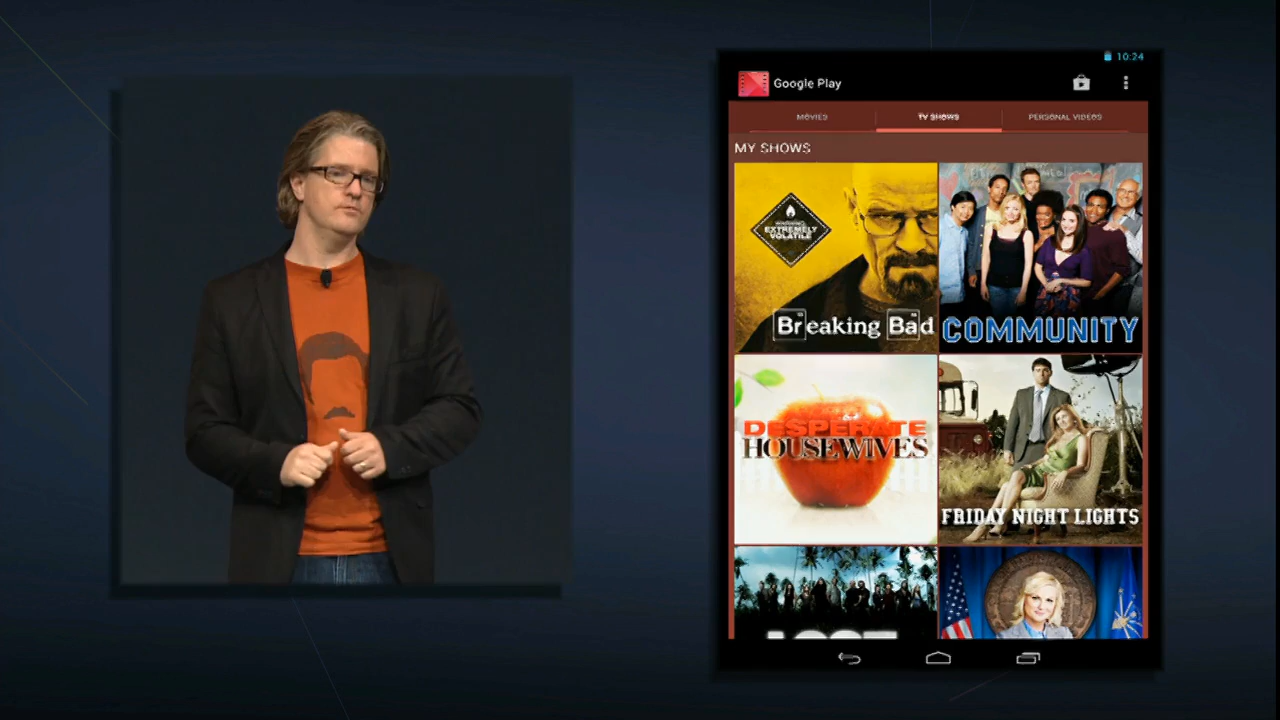 10:24
Google Play
MOVIES
TV SHOWS
PERSONAL VIDEOS
MY SHOWS
EXTREMELY
VOLATILE
Breaking Bad
COMMUNITY
DESPERATE
HOUSEWIVES
FRIDAY NIGHT LIGHTS
LOST